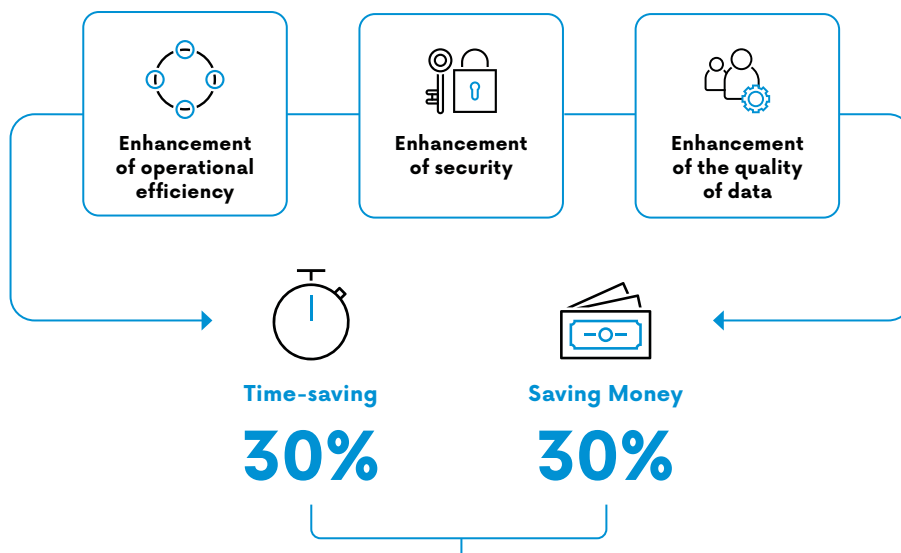 Enhancement
of operational
efficiency
Enhancement
of security
Enhancement
of the quality
of data
Time-saving
30%
Saving Money
30%